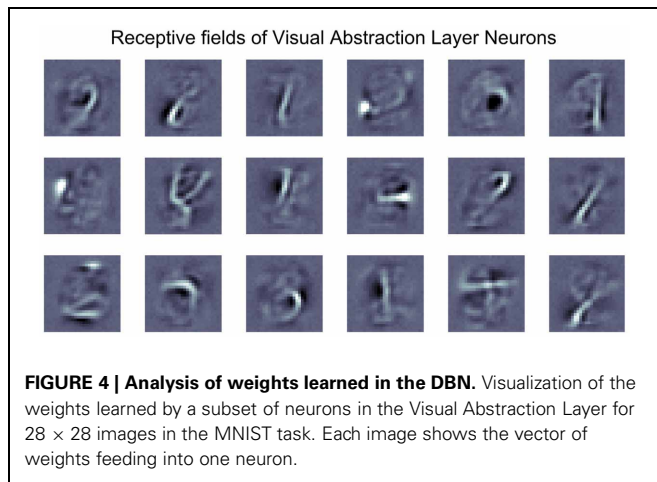 Receptive fields of Visual Abstraction Layer Neurons
FIGURE 4 | Analysis of weights learned in the DBN. Visualization of the
weights learned by a subset of neurons in the Visual Abstraction Layer for
28 × 28 images in the MNIST task. Each image shows the vector of
weights feeding into one neuron.